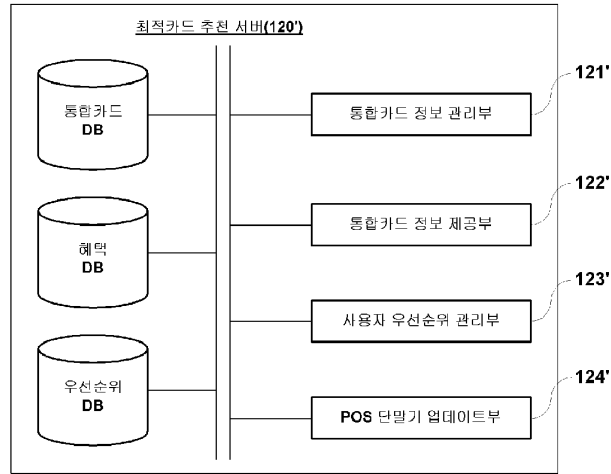 최적카드 추천 서버(120')
통합카드
DB
혜택
DB
우선순위
DB
통합카드 정보 관리부
121'
통합카드 정보 제공부
122'
사용자 우선순위 관리부
123'
POS 단말기 업데이트부
124'